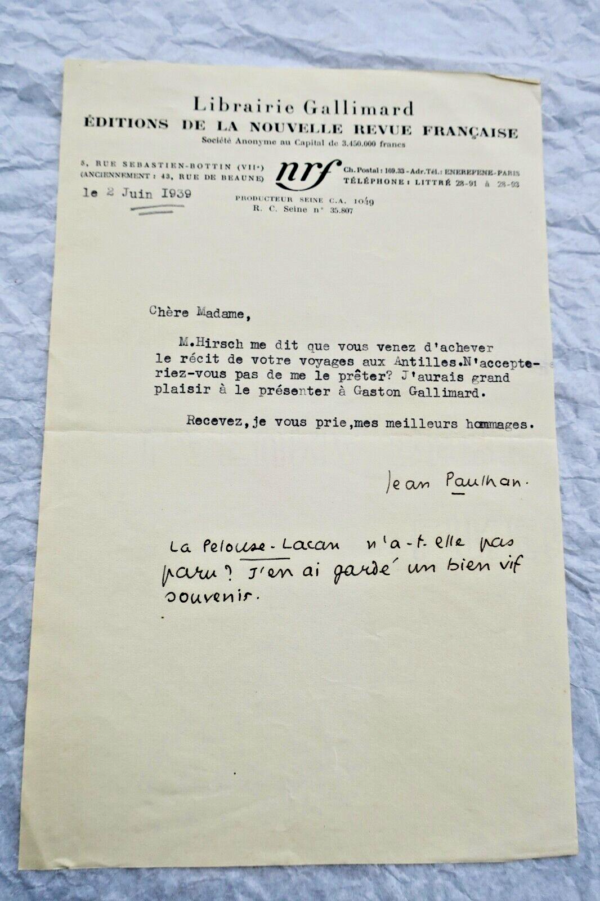 Librairie Gallimard
ÉDITIONS DE LA NOUVELLE REVUE FRANÇAISE
Société Anonyme au Capital de 3.450.000 francs
5, RUE SEBASTIEN-BOTTIN (VIIe)
(ANCIENNEMENT : 43, RUE DE BEAUNE)
nrf
Ch. Postal : 169.33 - Adr. Tél. : ENEREFENE-PARIS
TÉLÉPHONE : LITTRÉ 28-91 à 28-93
le 2 Juin 1939
PRODUCTEUR SEINE C.A. 1049
R. C. Seine n° 35.807
Chère Madame,
M.Hirsch me dit que vous venez d'achever
le récit de votre voyages aux Antilles.N'accepte-
riez-vous pas de me le prêter? J'aurais grand
plaisir à le présenter à Gaston Gallimard.
Recevez,je vous prie,mes meilleurs hommages.
Jean Paulhan.
La Pelouse-Lacan n'a-t-elle pas
paru? J'en ai gardé un bien vif
souvenir.